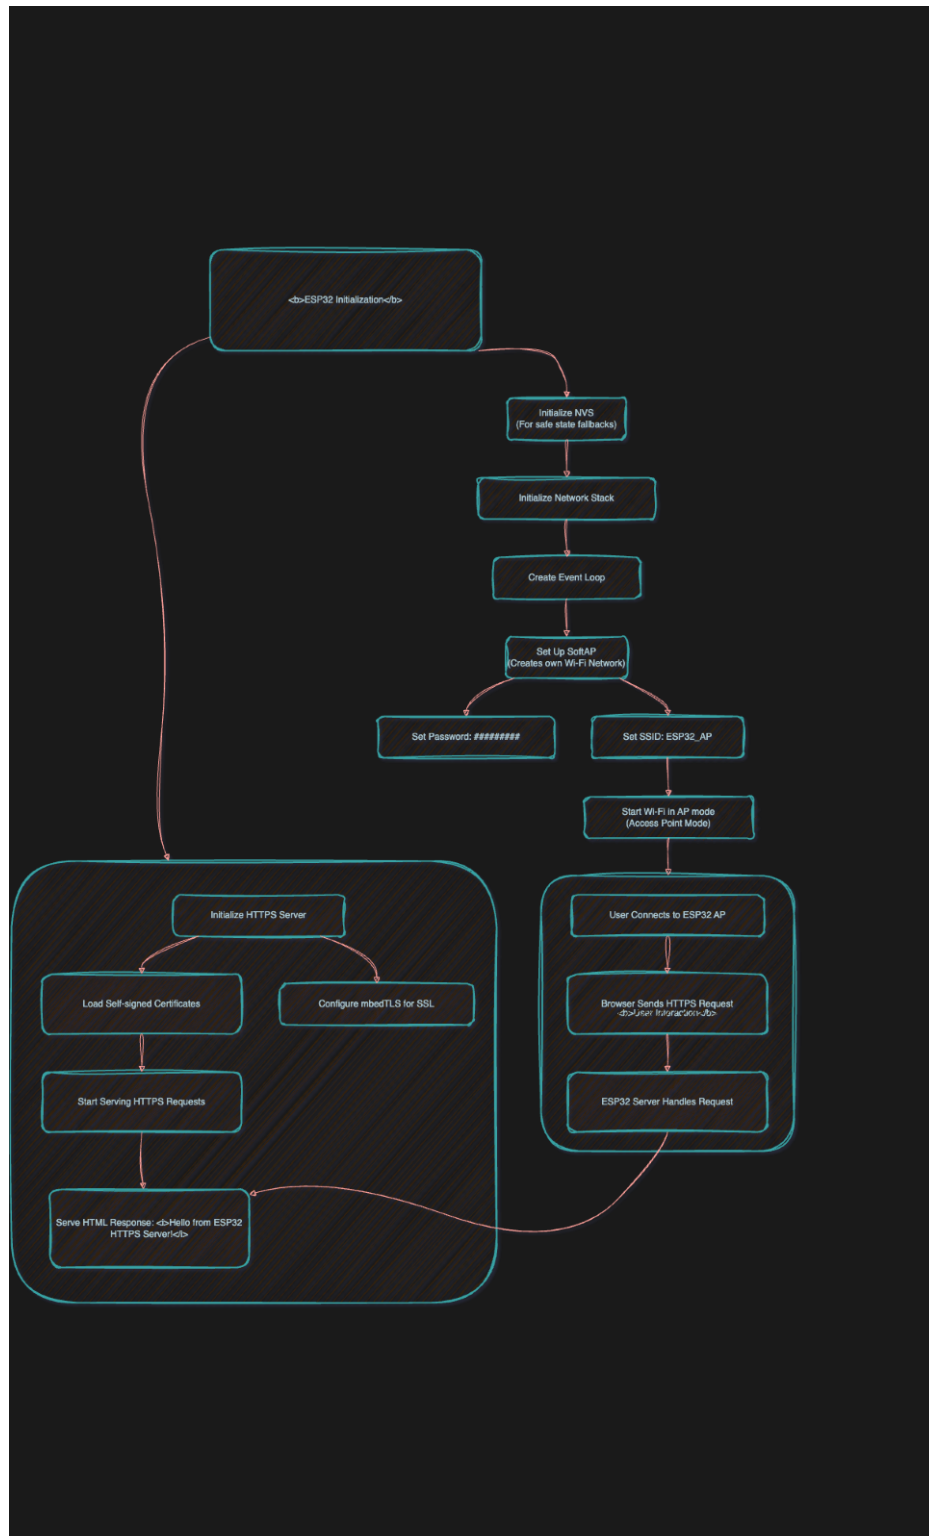 <b>ESP32 Initialization</b>
Initialize NVS
(For safe state fallbacks)
Initialize Network Stack
Create Event Loop
Set Up SoftAP
(Creates own Wi-Fi Network)
Set Password: #########
Set SSID: ESP32_AP
Start Wi-Fi in AP mode
(Access Point Mode)
Initialize HTTPS Server
Load Self-signed Certificates
Configure mbedTLS for SSL
Start Serving HTTPS Requests
Serve HTML Response: <b>Hello from ESP32
HTTPS Server!</b>
User Connects to ESP32 AP
Browser Sends HTTPS Request
<b>User Interaction</b>
ESP32 Server Handles Request